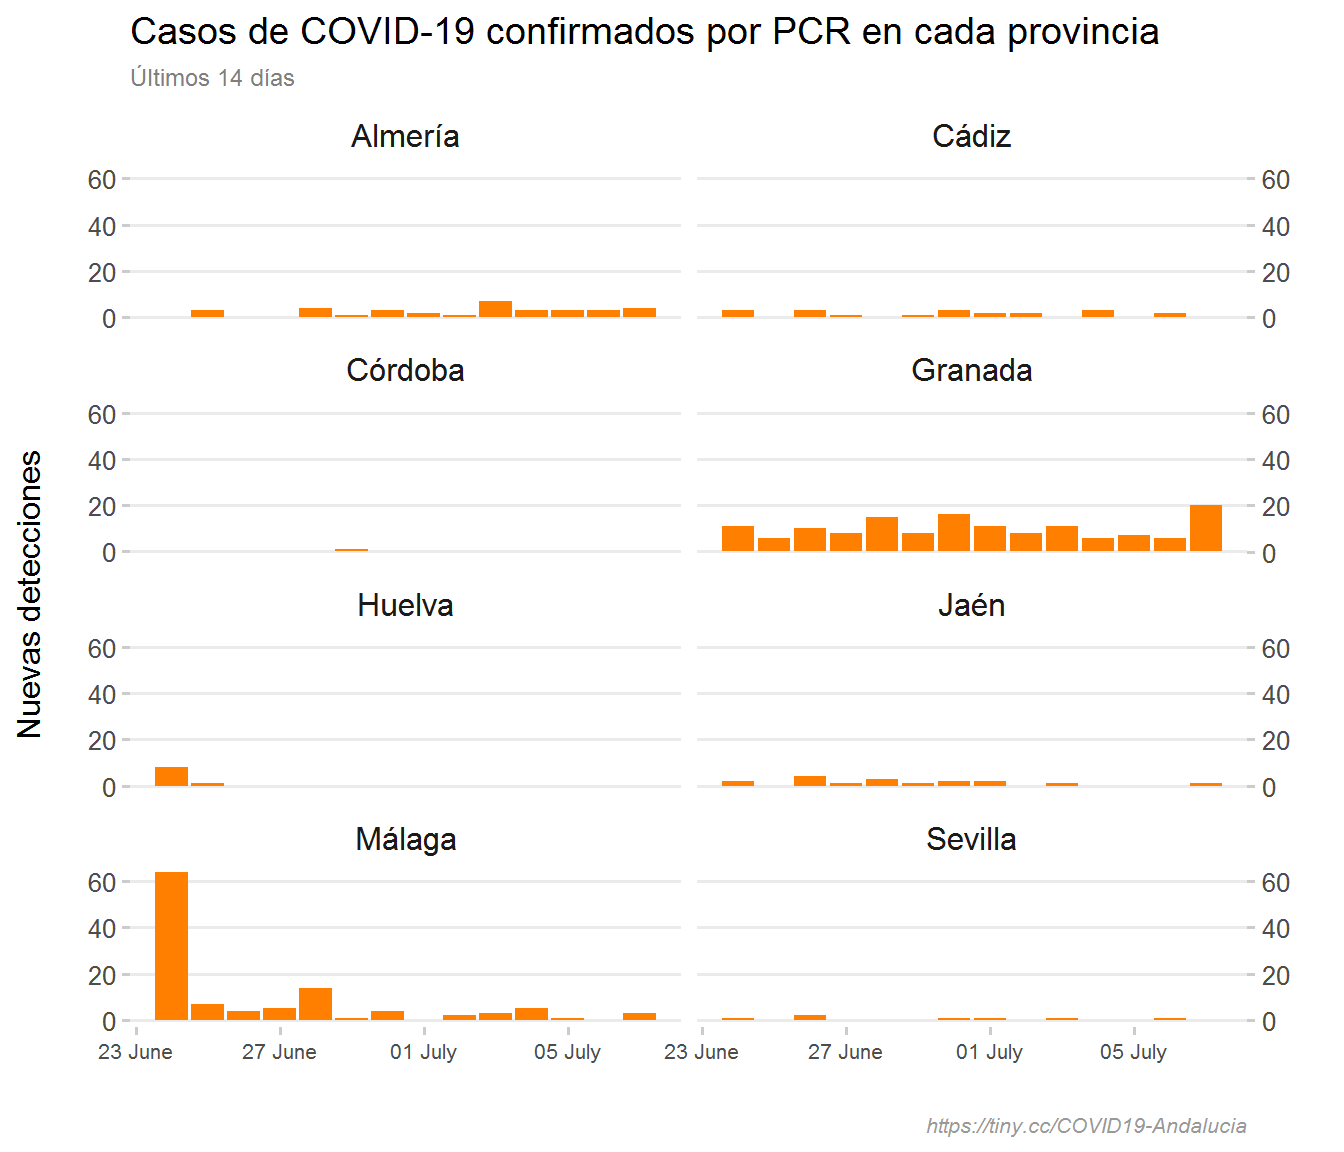 Casos de COVID-19 confirmados por PCR en cada provincia
Últimos 14 días
Almería
Cádiz
60
40
20
0
60
40
20
0
Córdoba
Granada
60
40
20
0
60
40
20
0
Nuevas detecciones
Huelva
Jaén
60
40
20
0
60
40
20
0
Málaga
Sevilla
60
40
20
0
60
40
20
0
23 June 27 June 01 July 05 July
23 June 27 June 01 July 05 July
https://tiny.cc/COVID19-Andalucia